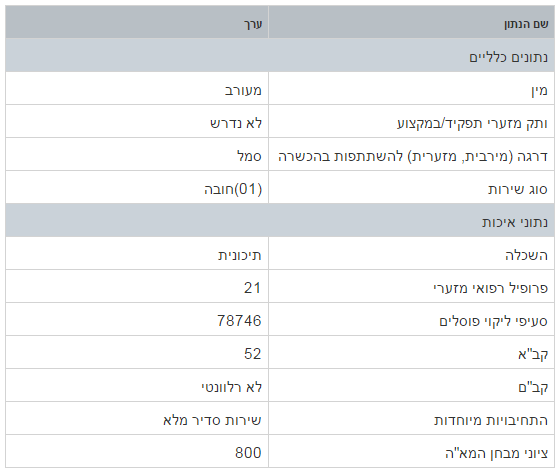 שם הנתון ערך
נתונים כלליים
מין מעורב
ותק מזערי תפקיד/במקצוע לא נדרש
דרגה (מירבית, מזערית) להשתתפות בהכשרה סמל
סוג שירות (01)חובה
נתוני איכות
השכלה תיכונית
פרופיל רפואי מזערי 21
סעיפי ליקוי פוסלים 78746
קב"א 52
קב"ם לא רלוונטי
התחיבויות מיוחדות שירות סדיר מלא
ציוני מבחן המא"ה 800